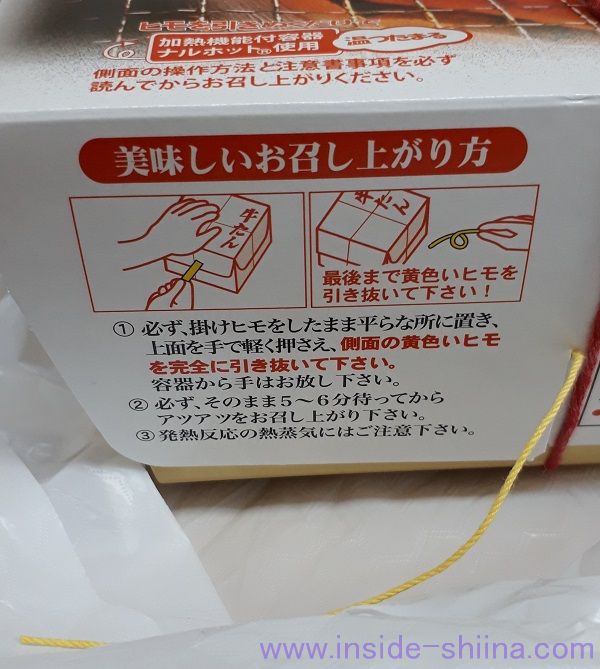 ヒモを引きぬくだけで
加熱機能付容器
ナルホット®使用
温ったまる
側面の操作方法と注意書事項を必ず
読んでからお召し上がりください。
美味しいお召し上がり方
牛たん
牛たん
最後まで黄色いヒモを
引き抜いて下さい！
① 必ず、掛けヒモをしたまま平らな所に置き、
上面を手で軽く押さえ、側面の黄色いヒモ
を完全に引き抜いて下さい。
容器から手はお放し下さい。
② 必ず、そのまま5〜6分待ってから
アツアツをお召し上がり下さい。
③ 発熱反応の熱蒸気にはご注意下さい。
www.inside-shiina.com